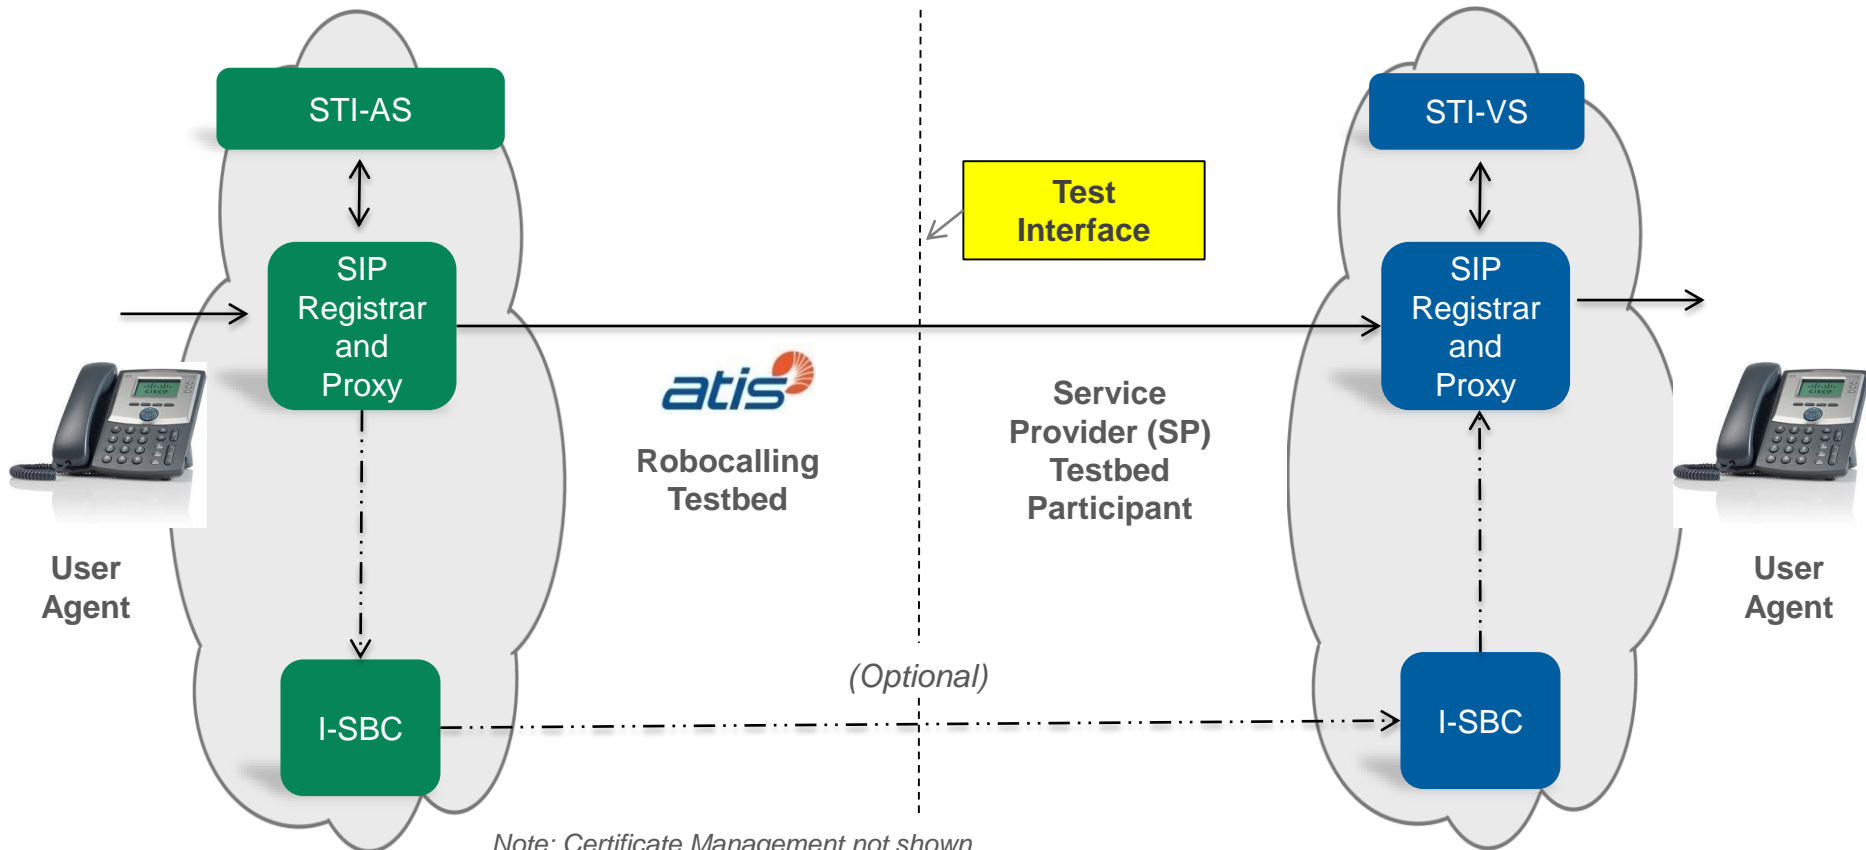 STI-AS
STI-VS
Test
Interface
SIP
Registrar
and
Proxy
SIP
Registrar
and
Proxy
atis
Robocalling
Testbed
Service
Provider (SP)
Testbed
Participant
User
Agent
User
Agent
(Optional)
I-SBC
I-SBC
Note: Certificate Management not shown